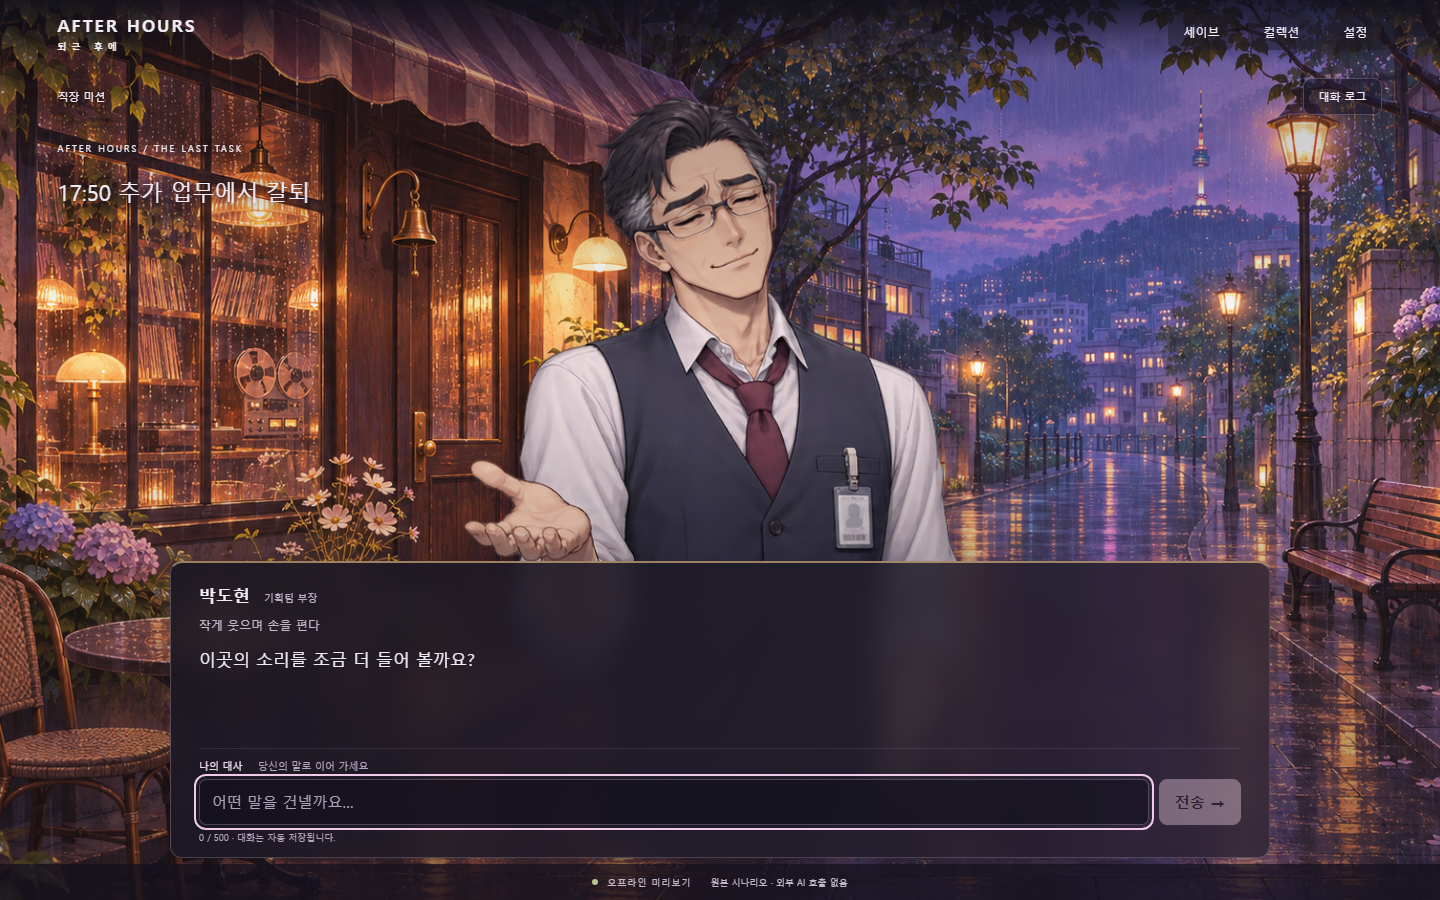 AFTER HOURS
퇴근 후에
세이브
컬렉션
설정
직장 미션
대화 로그
AFTER HOURS / THE LAST TASK
17:50 추가 업무에서 칼퇴
박도현 기획팀 부장
작게 웃으며 손을 편다
이곳의 소리를 조금 더 들어 볼까요?
나의 대사 당신의 말로 이어 가세요
어떤 말을 건넬까요...
전송 →
0 / 500 · 대화는 자동 저장됩니다.
오프라인 미리보기 원본 시나리오 · 외부 AI 호출 없음